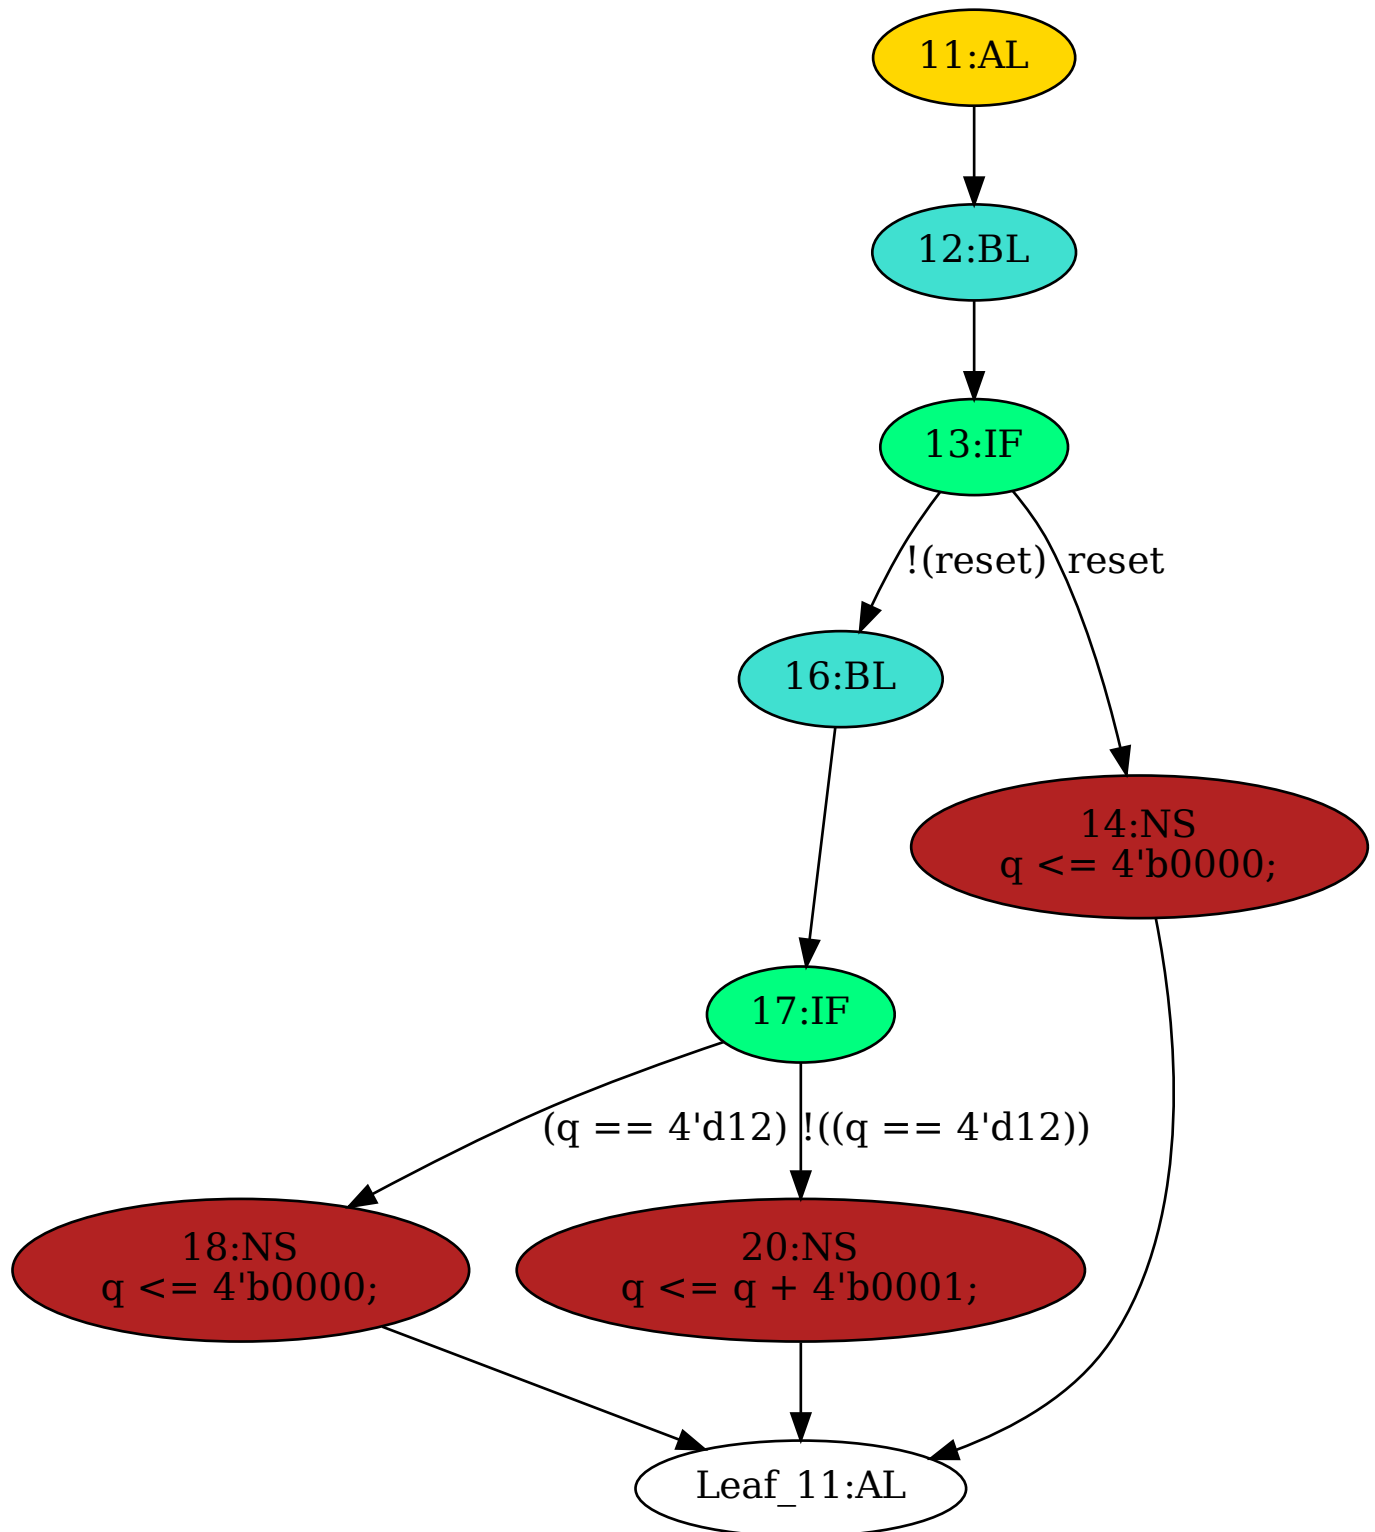 11:AL
12:BL
13:IF
!(reset)
reset
16:BL
14:NS
q <= 4'b0000;
17:IF
(q == 4'd12)
!((q == 4'd12))
18:NS
q <= 4'b0000;
20:NS
q <= q + 4'b0001;
Leaf_11:AL